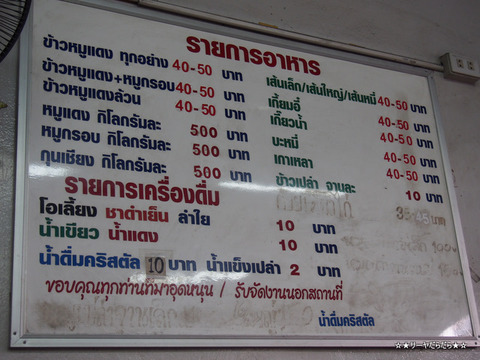 รายการอาหาร
ข้าวหมูแดง ทุกอย่าง 40-50 บาท
ข้าวหมูแดง+หมูกรอบ 40-50 บาท
ข้าวหมูแดงล้วน 40-50 บาท
หมูแดง กิโลกรัมละ 500 บาท
หมูกรอบ กิโลกรัมละ 500 บาท
กุนเชียง กิโลกรัมละ 500 บาท
เส้นเล็ก/เส้นใหญ่/เส้นหมี่ 40-50 บาท
เกี้ยมอี๋ 40-50 บาท
เกี๊ยวน้ำ 40-50 บาท
บะหมี่ 40-50 บาท
เกาเหลา 40-50 บาท
ข้าวเปล่า จานละ 10 บาท
รายการเครื่องดื่ม
โอเลี้ยง ชาดำเย็น ลำไย 10 บาท
น้ำเขียว น้ำแดง 10 บาท
น้ำดื่มคริสตัล 10 บาท น้ำแข็งเปล่า 2 บาท
ขอบคุณทุกท่านที่มาอุดหนุน / รับจัดงานนอกสถานที่
น้ำดื่มคริสตัล
★☆リーヤだらだら★☆